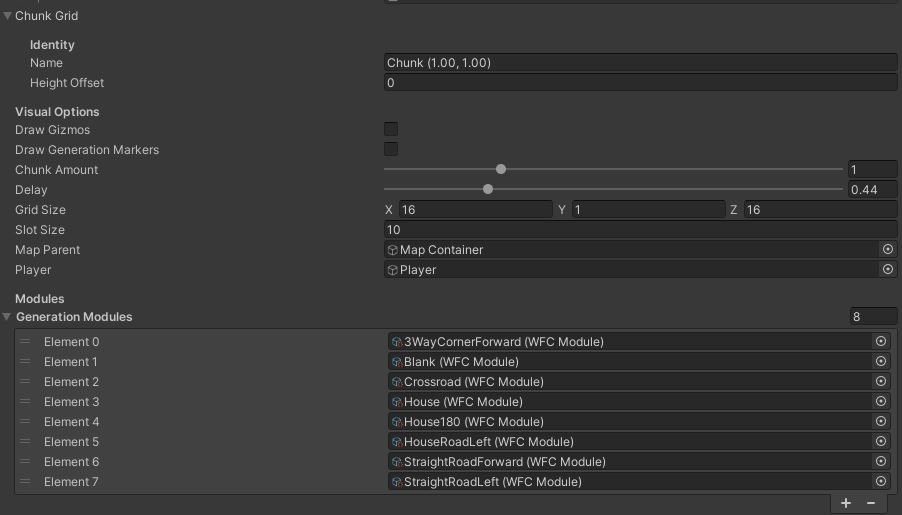 Chunk Grid
Identity
Name Chunk (1.00, 1.00)
Height Offset 0
Visual Options
Draw Gizmos
Draw Generation Markers
Chunk Amount 1
Delay 0.44
Grid Size X 16 Y 1 Z 16
Slot Size 10
Map Parent Map Container
Player Player
Modules
Generation Modules 8
Element 0 3WayCornerForward (WFC Module)
Element 1 Blank (WFC Module)
Element 2 Crossroad (WFC Module)
Element 3 House (WFC Module)
Element 4 House180 (WFC Module)
Element 5 HouseRoadLeft (WFC Module)
Element 6 StraightRoadForward (WFC Module)
Element 7 StraightRoadLeft (WFC Module)
+ −